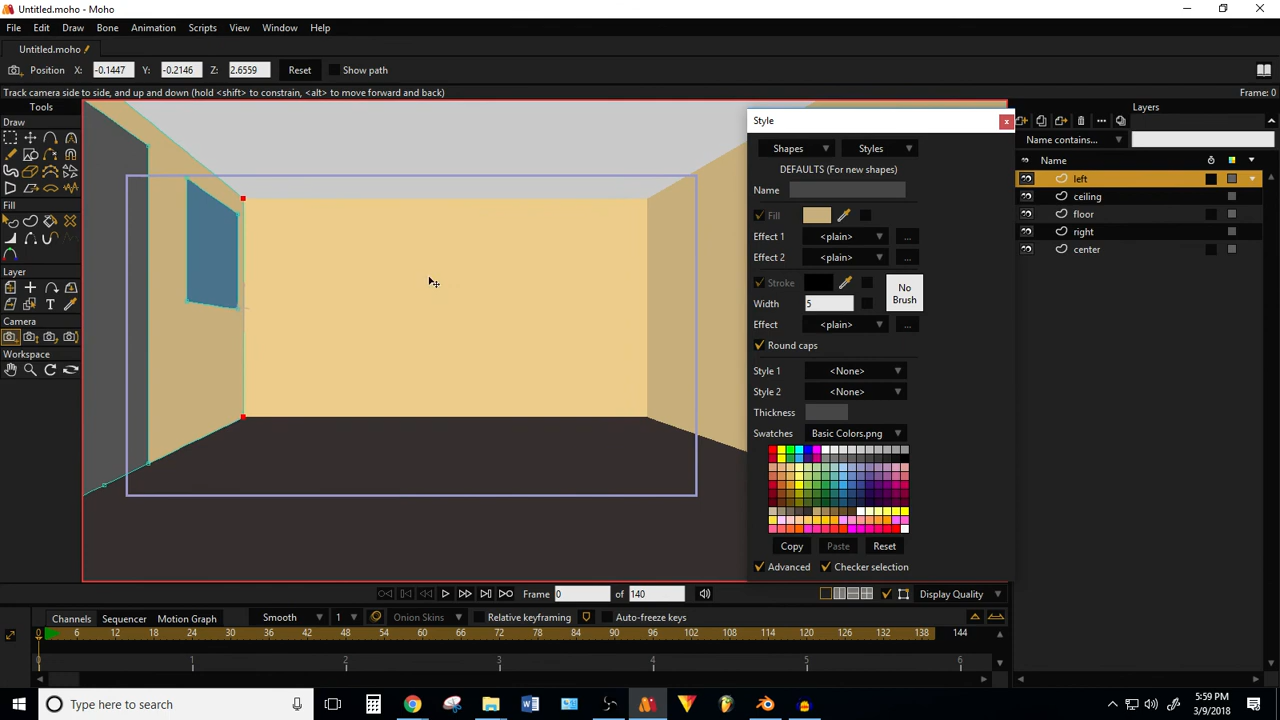 Untitled.moho - Moho
File Edit Draw Bone Animation Scripts View Window Help
Untitled.moho
Position X: -0.1447 Y: -0.2146 Z: 2.6559 Reset Show path
Track camera side to side, and up and down (hold <shift> to constrain, <alt> to move forward and back)
Frame: 0
Tools
Draw
Fill
Layer
Camera
Workspace
Style
Shapes Styles
DEFAULTS (For new shapes)
Name
Fill
Effect 1 <plain> ...
Effect 2 <plain> ...
Stroke
No Brush
Width 5
Effect <plain> ...
Round caps
Style 1 <None>
Style 2 <None>
Thickness
Swatches Basic Colors.png
Copy Paste Reset
Advanced Checker selection
Layers
Name contains...
Name
left
ceiling
floor
right
center
Frame 0 of 140 Display Quality
Channels Sequencer Motion Graph Smooth 1 Onion Skins Relative keyframing Auto-freeze keys
0 6 12 18 24 30 36 42 48 54 60 66 72 78 84 90 96 102 108 114 120 126 132 138 144
0 1 2 3 4 5 6
Type here to search
5:59 PM
3/9/2018